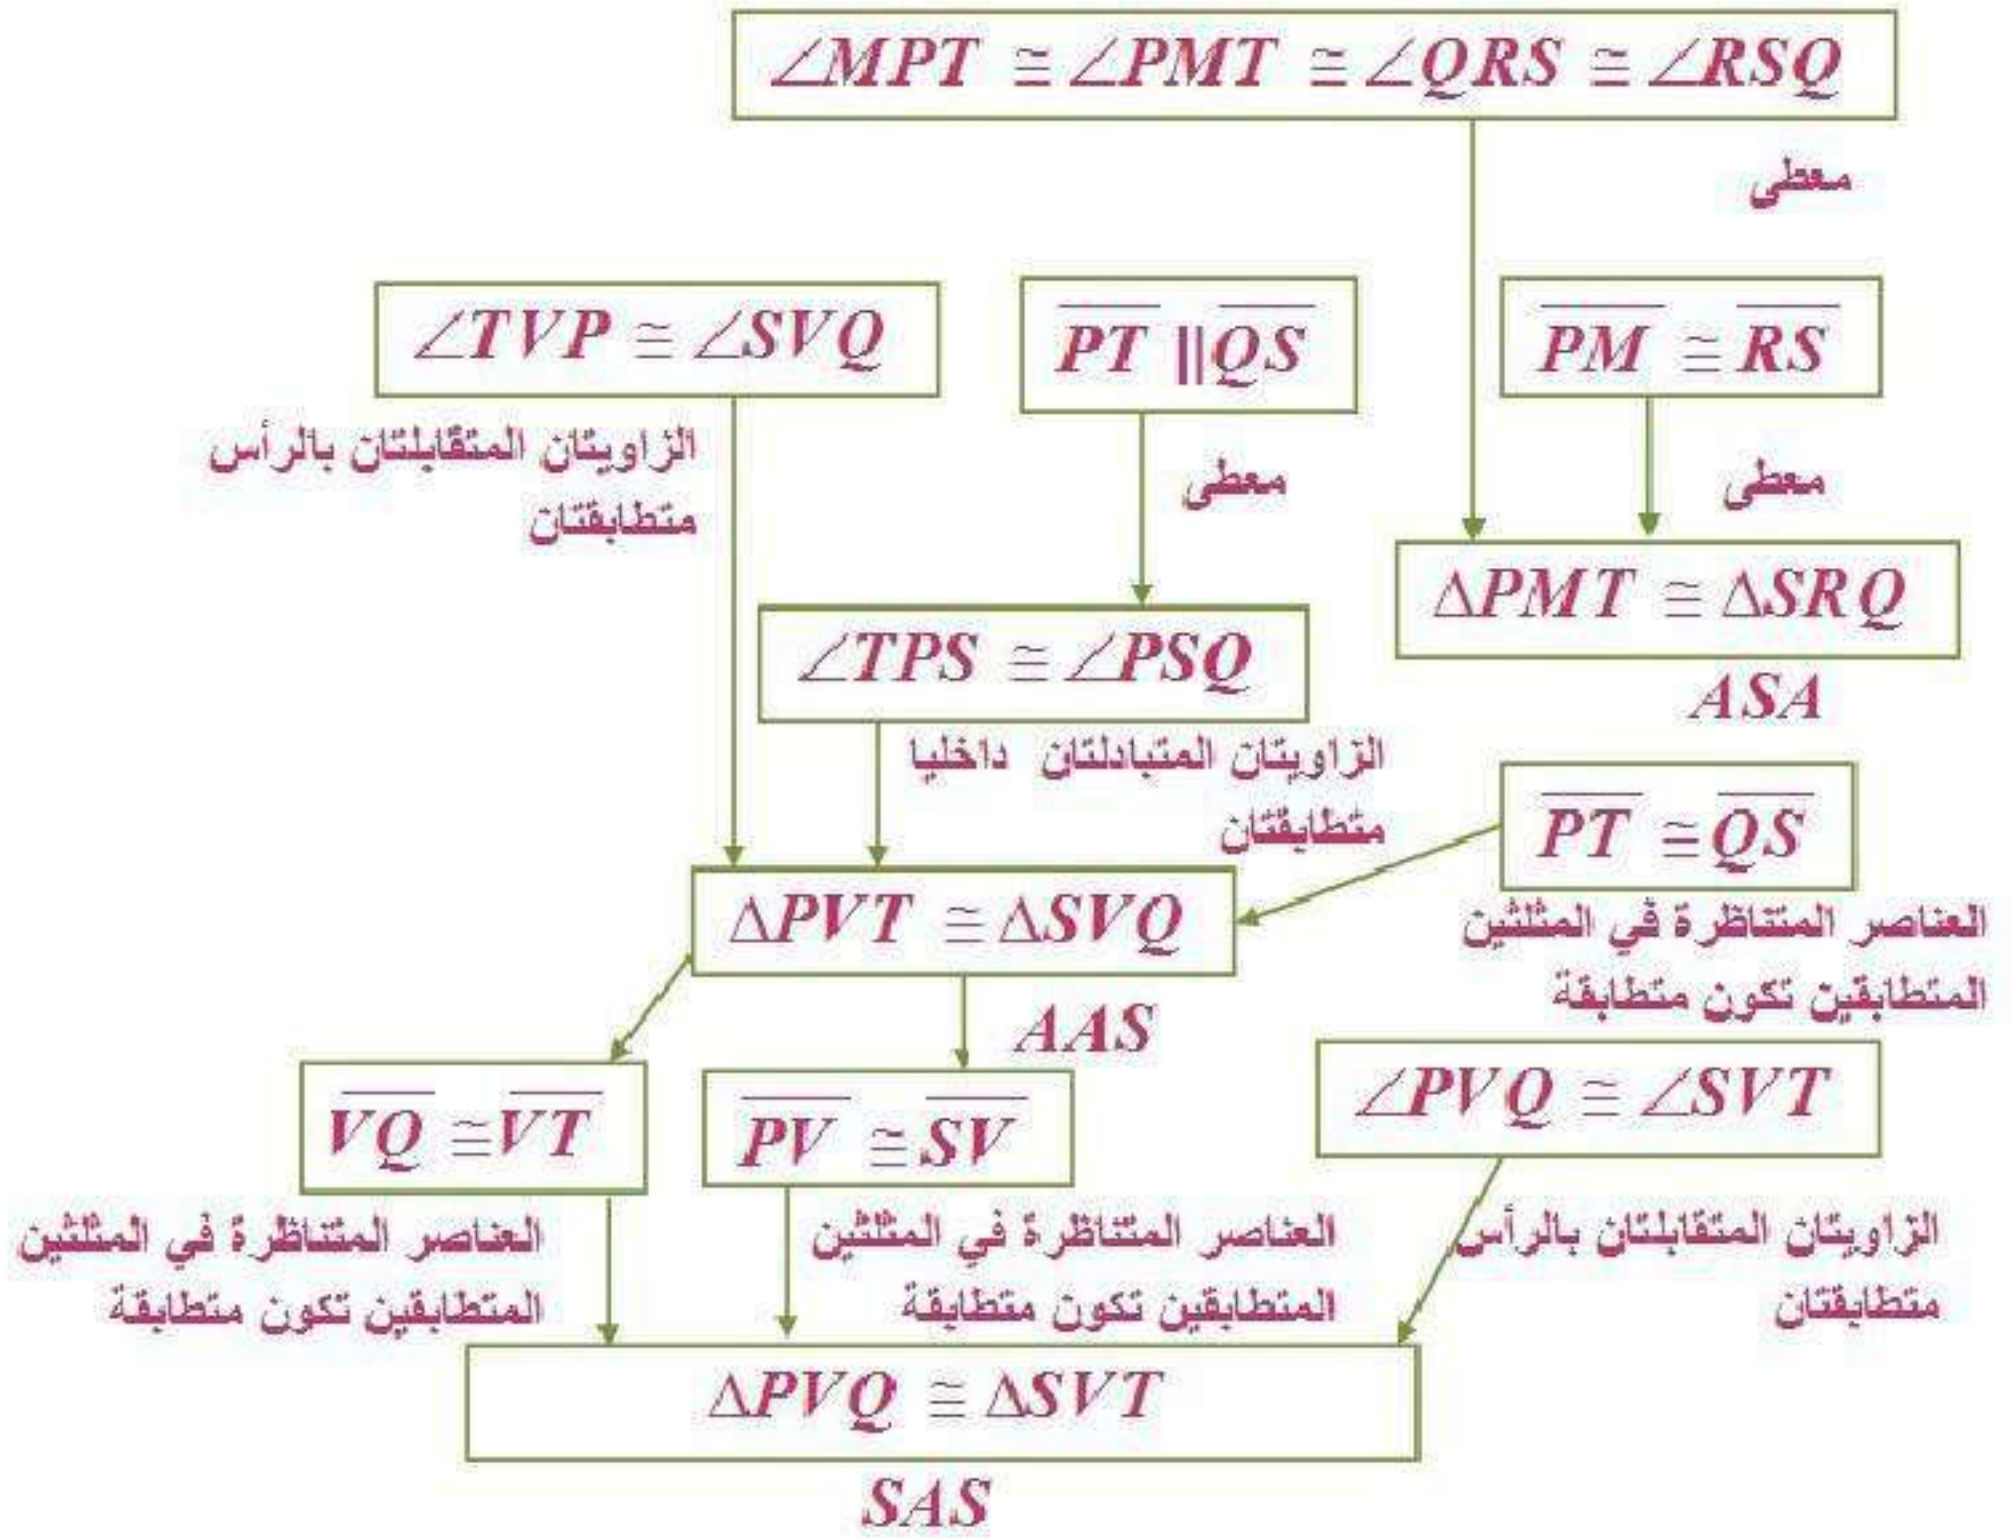 ∠MPT ≅ ∠PMT ≅ ∠QRS ≅ ∠RSQ
معطى
∠TVP ≅ ∠SVQ
الزاويتان المتقابلتان بالرأس
متطابقتان
PT || QS
معطى
PM ≅ RS
معطى
ΔPMT ≅ ΔSRQ
ASA
∠TPS ≅ ∠PSQ
الزاويتان المتبادلتان داخليا
متطابقتان
PT ≅ QS
العناصر المتناظرة في المثلثين
المتطابقين تكون متطابقة
ΔPVT ≅ ΔSVQ
AAS
VQ ≅ VT
العناصر المتناظرة في المثلثين
المتطابقين تكون متطابقة
PV ≅ SV
العناصر المتناظرة في المثلثين
المتطابقين تكون متطابقة
∠PVQ ≅ ∠SVT
الزاويتان المتقابلتان بالرأس
متطابقتان
ΔPVQ ≅ ΔSVT
SAS